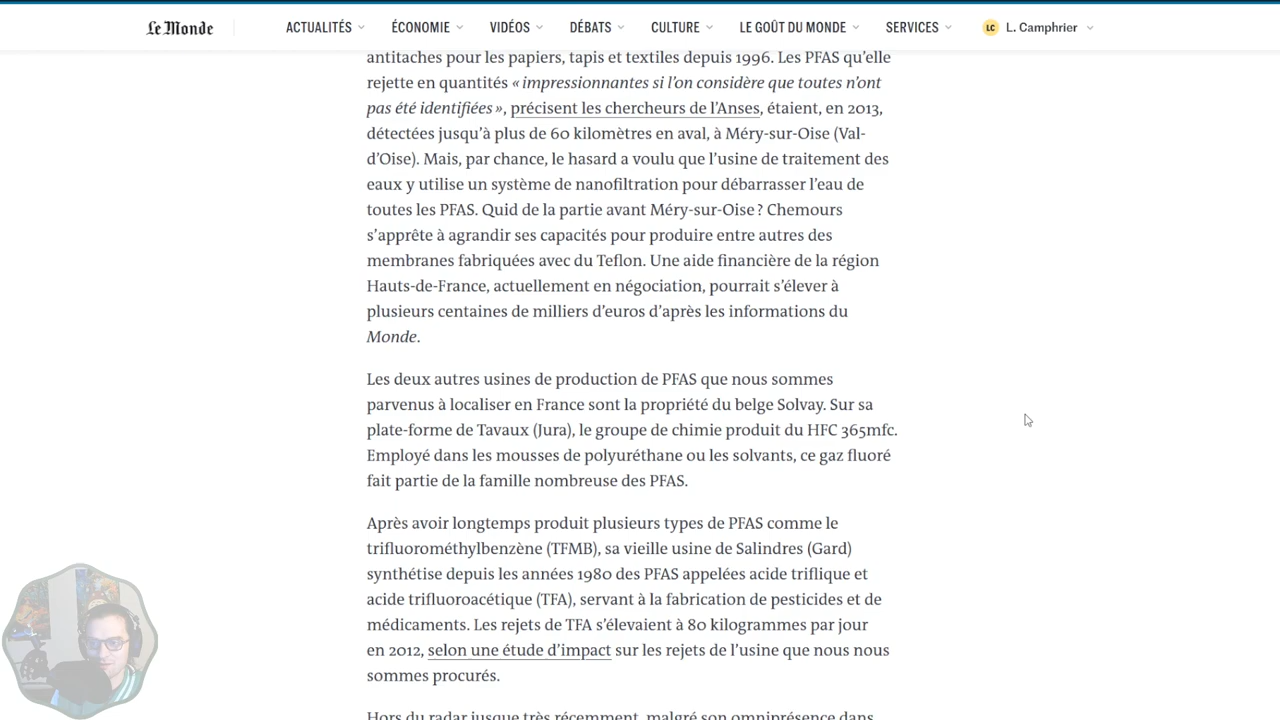 Le Monde
ACTUALITÉS
ÉCONOMIE
VIDÉOS
DÉBATS
CULTURE
LE GOÛT DU MONDE
SERVICES
LC
L. Camphrier
antitaches pour les papiers, tapis et textiles depuis 1996. Les PFAS qu’elle
rejette en quantités « impressionnantes si l’on considère que toutes n’ont
pas été identifiées », précisent les chercheurs de l’Anses, étaient, en 2013,
détectées jusqu’à plus de 60 kilomètres en aval, à Méry-sur-Oise (Val-
d’Oise). Mais, par chance, le hasard a voulu que l’usine de traitement des
eaux y utilise un système de nanofiltration pour débarrasser l’eau de
toutes les PFAS. Quid de la partie avant Méry-sur-Oise ? Chemours
s’apprête à agrandir ses capacités pour produire entre autres des
membranes fabriquées avec du Teflon. Une aide financière de la région
Hauts-de-France, actuellement en négociation, pourrait s’élever à
plusieurs centaines de milliers d’euros d’après les informations du
Monde.
Les deux autres usines de production de PFAS que nous sommes
parvenus à localiser en France sont la propriété du belge Solvay. Sur sa
plate-forme de Tavaux (Jura), le groupe de chimie produit du HFC 365mfc.
Employé dans les mousses de polyuréthane ou les solvants, ce gaz fluoré
fait partie de la famille nombreuse des PFAS.
Après avoir longtemps produit plusieurs types de PFAS comme le
trifluorométhylbenzène (TFMB), sa vieille usine de Salindres (Gard)
synthétise depuis les années 1980 des PFAS appelées acide triflique et
acide trifluoroacétique (TFA), servant à la fabrication de pesticides et de
médicaments. Les rejets de TFA s’élevaient à 80 kilogrammes par jour
en 2012, selon une étude d’impact sur les rejets de l’usine que nous nous
sommes procurés.
Hors du radar jusque très récemment, malgré son omniprésence dans